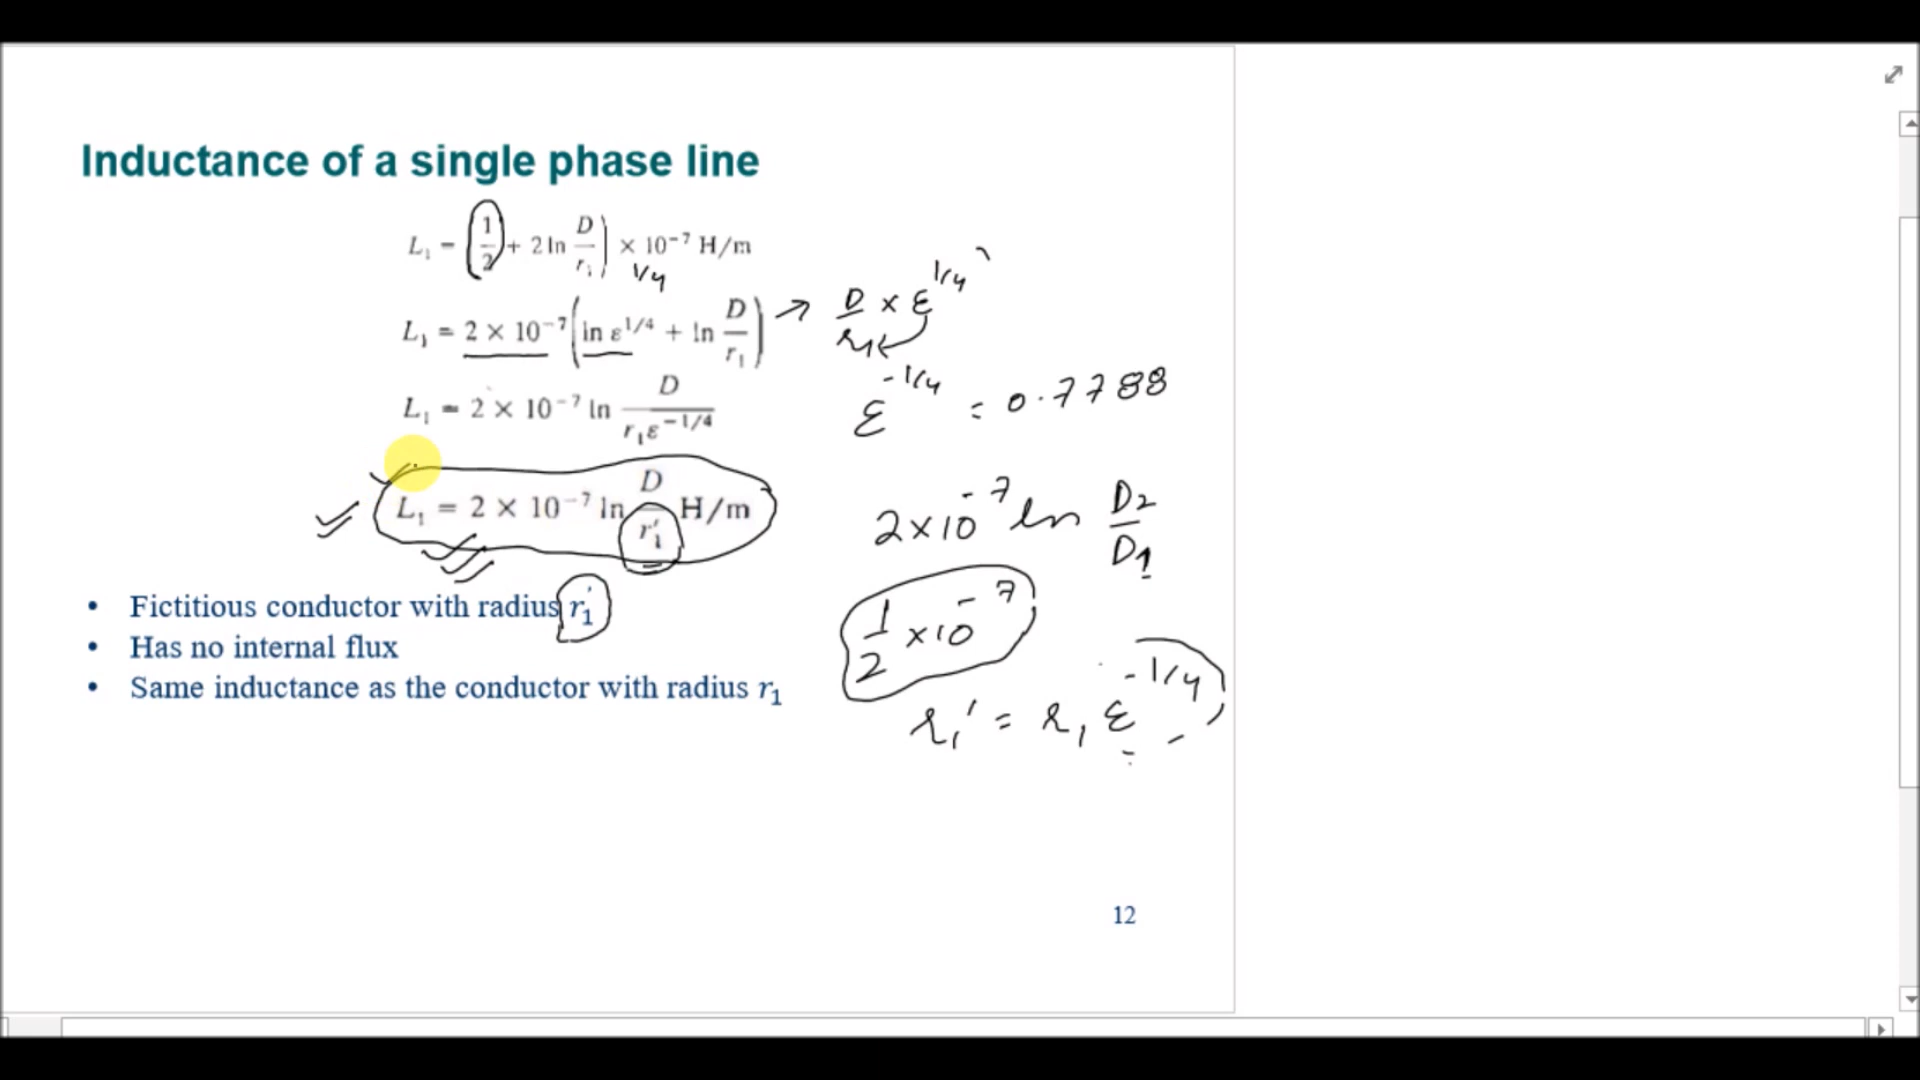 Inductance of a single phase line
L₁ = (1/2 + 2 ln D/r₁) × 10⁻⁷ H/m
1/4
L₁ = 2 × 10⁻⁷ (ln ε^1/4 + ln D/r₁) → D/r₁ × ε^1/4
L₁ = 2 × 10⁻⁷ ln D/r₁ε^−1/4
ε^-1/4 = 0.7788
L₁ = 2 × 10⁻⁷ ln D/r₁′ H/m
2×10⁻⁷ ln D₂/D₁
1/2 ×10⁻⁷
r₁′ = r₁ ε^-1/4
• Fictitious conductor with radius r₁′
• Has no internal flux
• Same inductance as the conductor with radius r₁
12